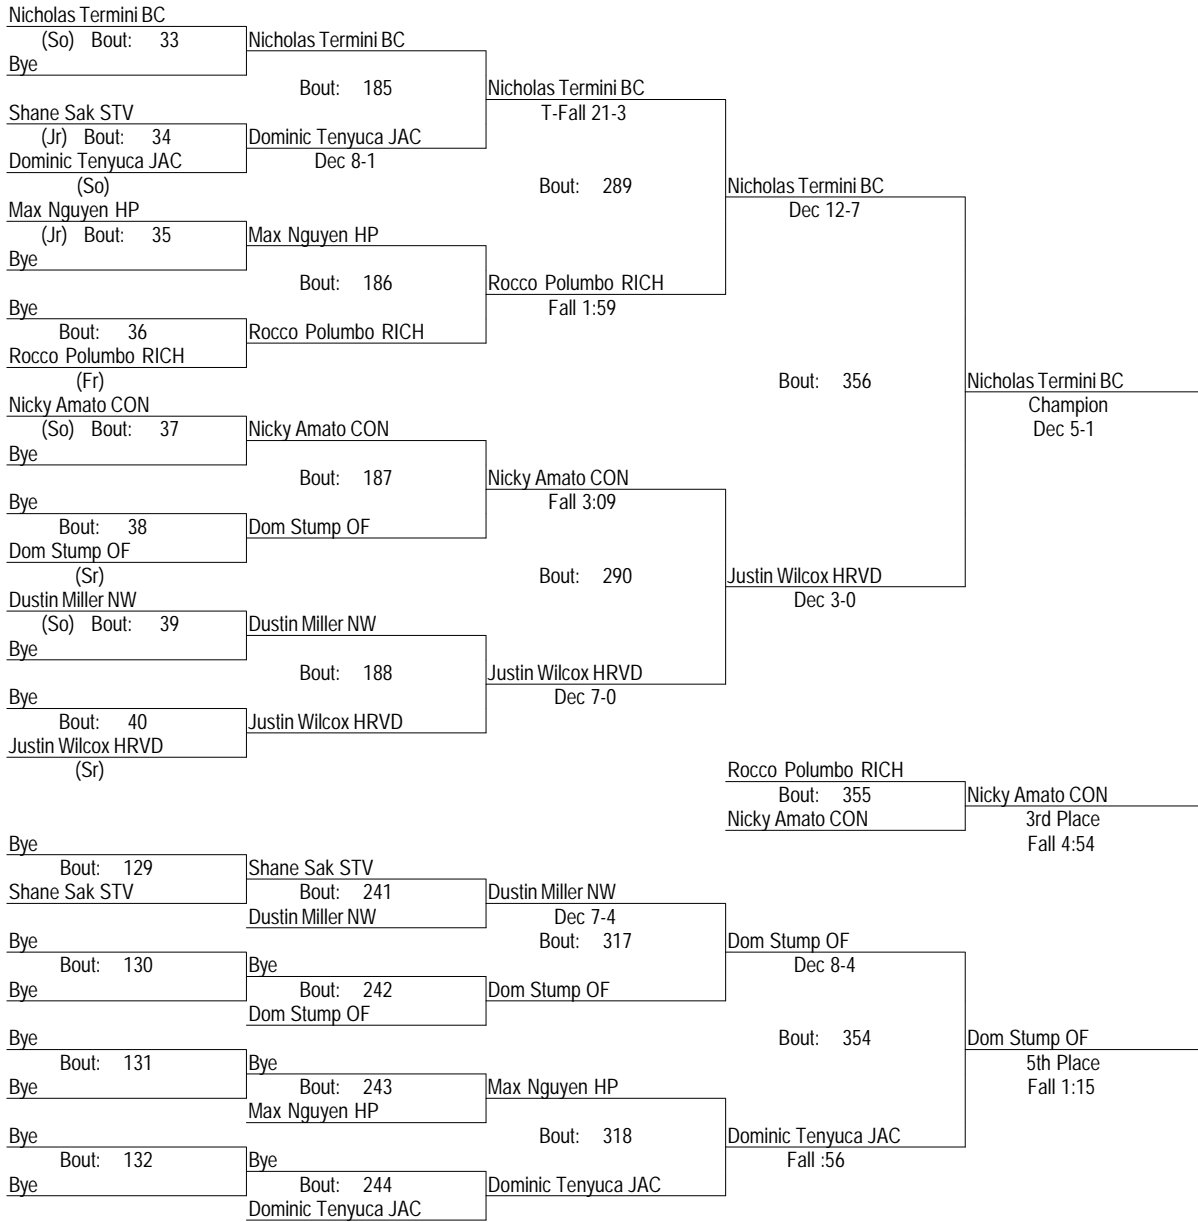 Nicholas Termini BC
(So) Bout: 33 Nicholas Termini BC
Bye
Bout: 185 Nicholas Termini BC
Shane Sak STV T-Fall 21-3
(Jr) Bout: 34 Dominic Tenyuca JAC
Dominic Tenyuca JAC Dec 8-1
(So) Bout: 289 Nicholas Termini BC
Max Nguyen HP Dec 12-7
(Jr) Bout: 35 Max Nguyen HP
Bye
Bout: 186 Rocco Polumbo RICH
Bye Fall 1:59
Bout: 36 Rocco Polumbo RICH
Rocco Polumbo RICH
(Fr) Bout: 356 Nicholas Termini BC
Nicky Amato CON Champion
(So) Bout: 37 Nicky Amato CON Dec 5-1
Bye
Bout: 187 Nicky Amato CON
Bye Fall 3:09
Bout: 38 Dom Stump OF
Dom Stump OF
(Sr) Bout: 290 Justin Wilcox HRVD
Dustin Miller NW Dec 3-0
(So) Bout: 39 Dustin Miller NW
Bye
Bout: 188 Justin Wilcox HRVD
Bye Dec 7-0
Bout: 40 Justin Wilcox HRVD
Justin Wilcox HRVD
(Sr) Rocco Polumbo RICH
Bout: 355 Nicky Amato CON
Nicky Amato CON 3rd Place
Bye Fall 4:54
Bout: 129 Shane Sak STV
Shane Sak STV Bout: 241 Dustin Miller NW
Dustin Miller NW Dec 7-4
Bye Bout: 317 Dom Stump OF
Bout: 130 Bye Dec 8-4
Bye Bout: 242 Dom Stump OF
Dom Stump OF
Bye Bout: 354 Dom Stump OF
Bout: 131 Bye 5th Place
Bye Bout: 243 Max Nguyen HP Fall 1:15
Max Nguyen HP
Bye Bout: 318 Dominic Tenyuca JAC
Bout: 132 Bye Fall :56
Bye Bout: 244 Dominic Tenyuca JAC
Dominic Tenyuca JAC